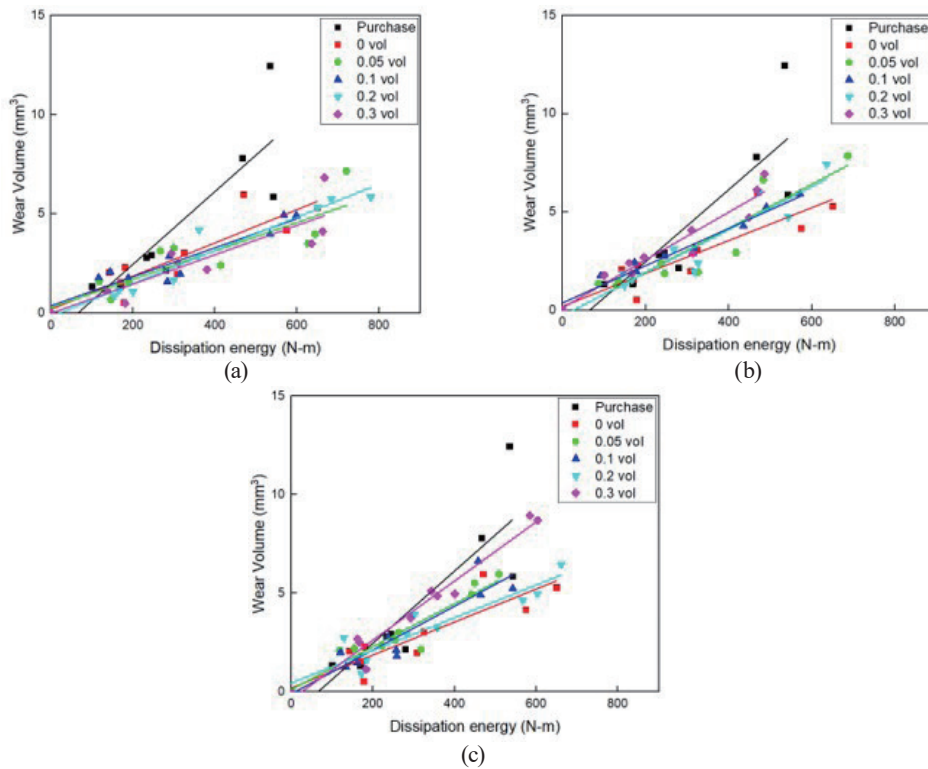 15
10
5
0
Wear Volume (mm³)
0
200
400
600
800
Dissipation energy (N-m)
Purchase
0 vol
0.05 vol
0.1 vol
0.2 vol
0.3 vol
(a)
15
10
5
0
Wear Volume (mm³)
0
200
400
600
800
Dissipation energy (N-m)
Purchase
0 vol
0.05 vol
0.1 vol
0.2 vol
0.3 vol
(b)
15
10
5
0
Wear Volume (mm³)
0
200
400
600
800
Dissipation energy (N-m)
Purchase
0 vol
0.05 vol
0.1 vol
0.2 vol
0.3 vol
(c)